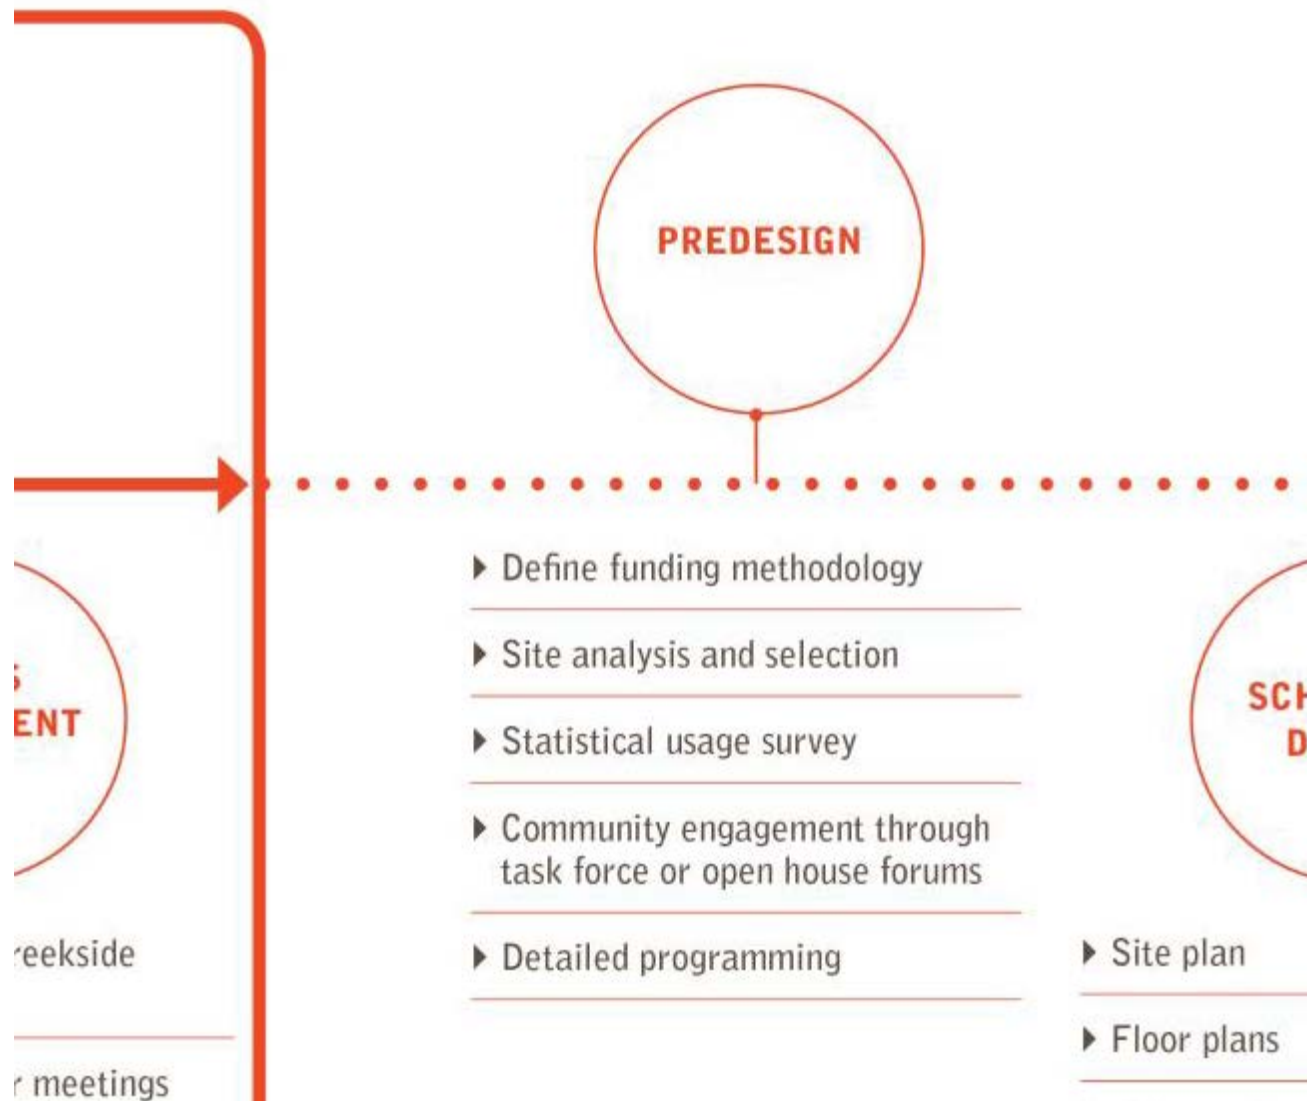 PREDESIGN
Define funding methodology
Site analysis and selection
Statistical usage survey
Community engagement through
task force or open house forums
Detailed programming
meetings
Site plan
Floor plans